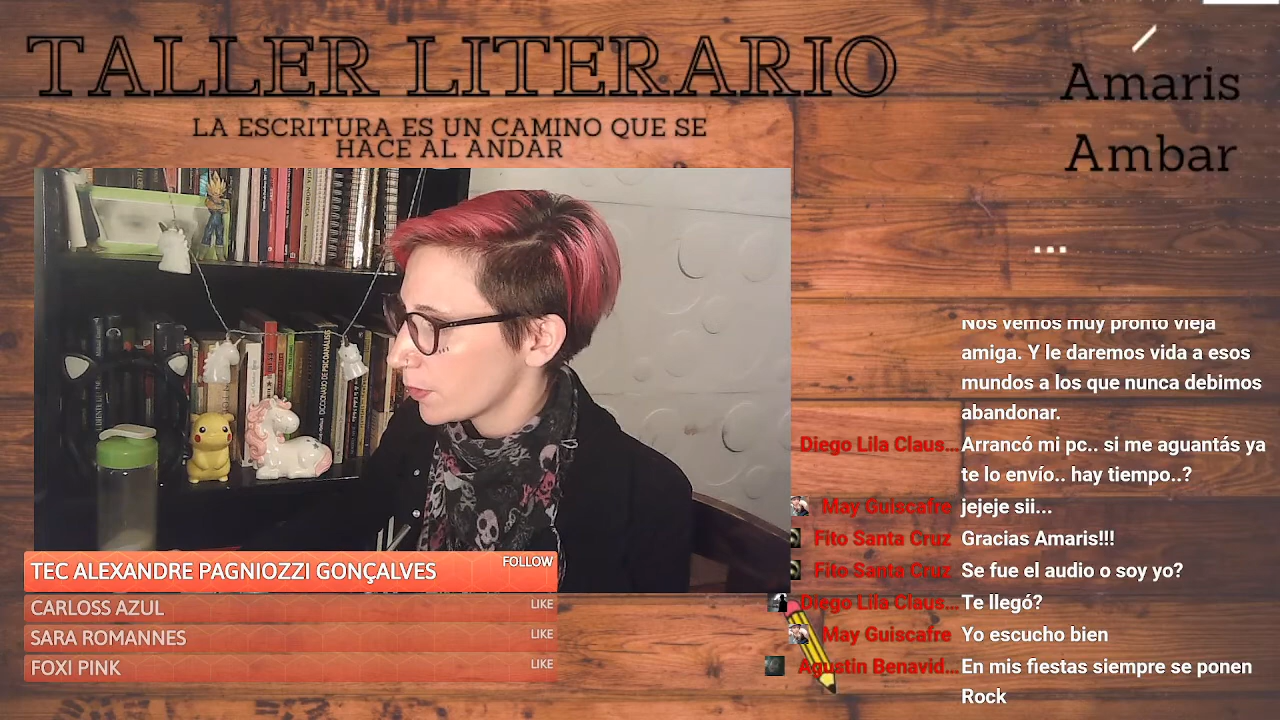 TALLER LITERARIO
LA ESCRITURA ES UN CAMINO QUE SE
HACE AL ANDAR
Amaris
Ambar
...
Nos vemos muy pronto vieja
amiga. Y le daremos vida a esos
mundos a los que nunca debimos
abandonar.
Diego Lila Claus... Arrancó mi pc.. si me aguantás ya
te lo envío.. hay tiempo..?
May Guiscafre jejeje sii...
Fito Santa Cruz Gracias Amaris!!!
Fito Santa Cruz Se fue el audio o soy yo?
Diego Lila Claus... Te llegó?
May Guiscafre Yo escucho bien
Agustin Benavid... En mis fiestas siempre se ponen
Rock
DICCIONARIO DE PSICOANÁLISIS
TEC ALEXANDRE PAGNIOZZI GONÇALVES FOLLOW
CARLOSS AZUL LIKE
SARA ROMANNES LIKE
FOXI PINK LIKE